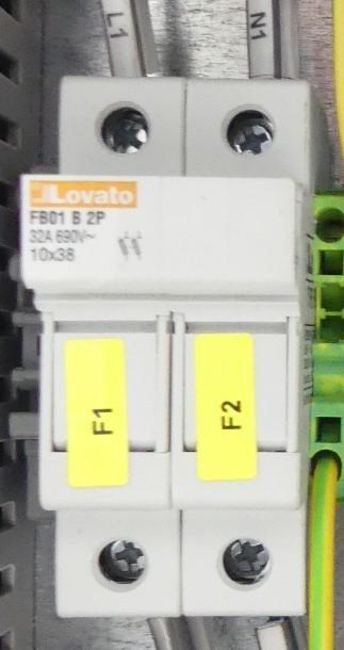 L1
N1
Lovato
FB01 B 2P
32A 690V~
10x38
F1
F2